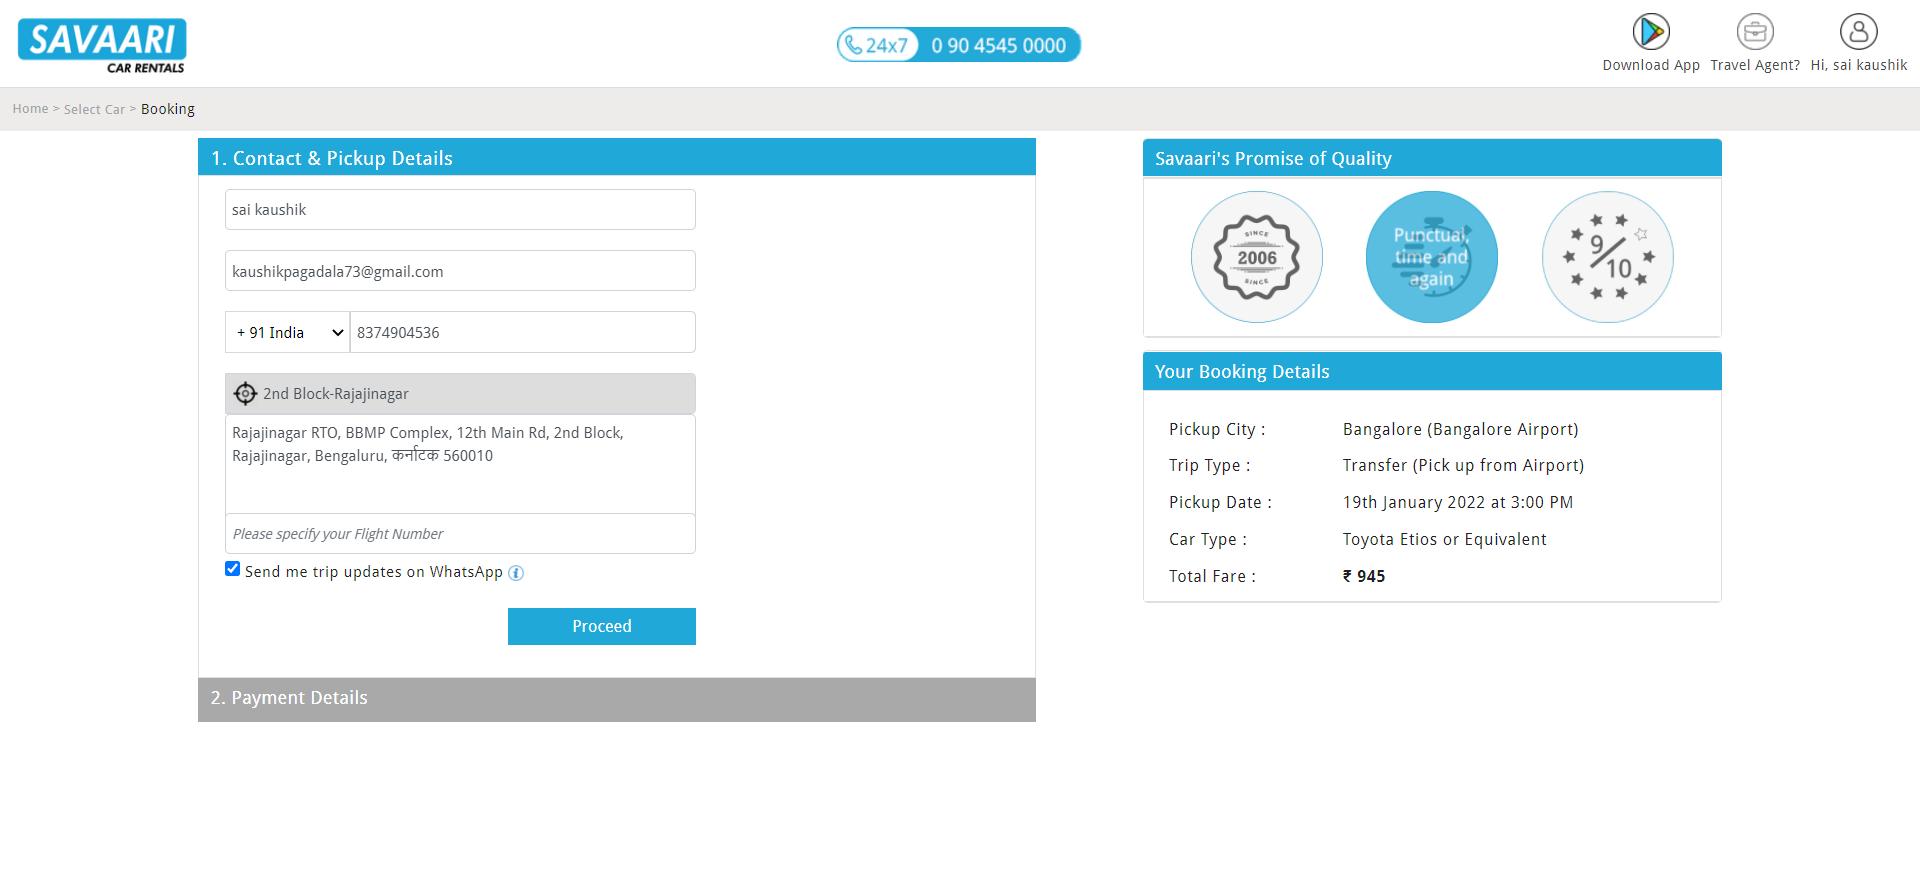 SAVAARI
CAR RENTALS
24x7 0 90 4545 0000
Download App
Travel Agent?
Hi, sai kaushik
Home > Select Car > Booking
1. Contact & Pickup Details
sai kaushik
kaushikpagadala73@gmail.com
+ 91 India 8374904536
2nd Block-Rajajinagar
Rajajinagar RTO, BBMP Complex, 12th Main Rd, 2nd Block,
Rajajinagar, Bengaluru, कर्नाटक 560010
Please specify your Flight Number
Send me trip updates on WhatsApp i
Proceed
2. Payment Details
Savaari's Promise of Quality
SINCE
2006
SINCE
Punctual,
time and
again
9/10
Your Booking Details
Pickup City : Bangalore (Bangalore Airport)
Trip Type : Transfer (Pick up from Airport)
Pickup Date : 19th January 2022 at 3:00 PM
Car Type : Toyota Etios or Equivalent
Total Fare : ₹ 945